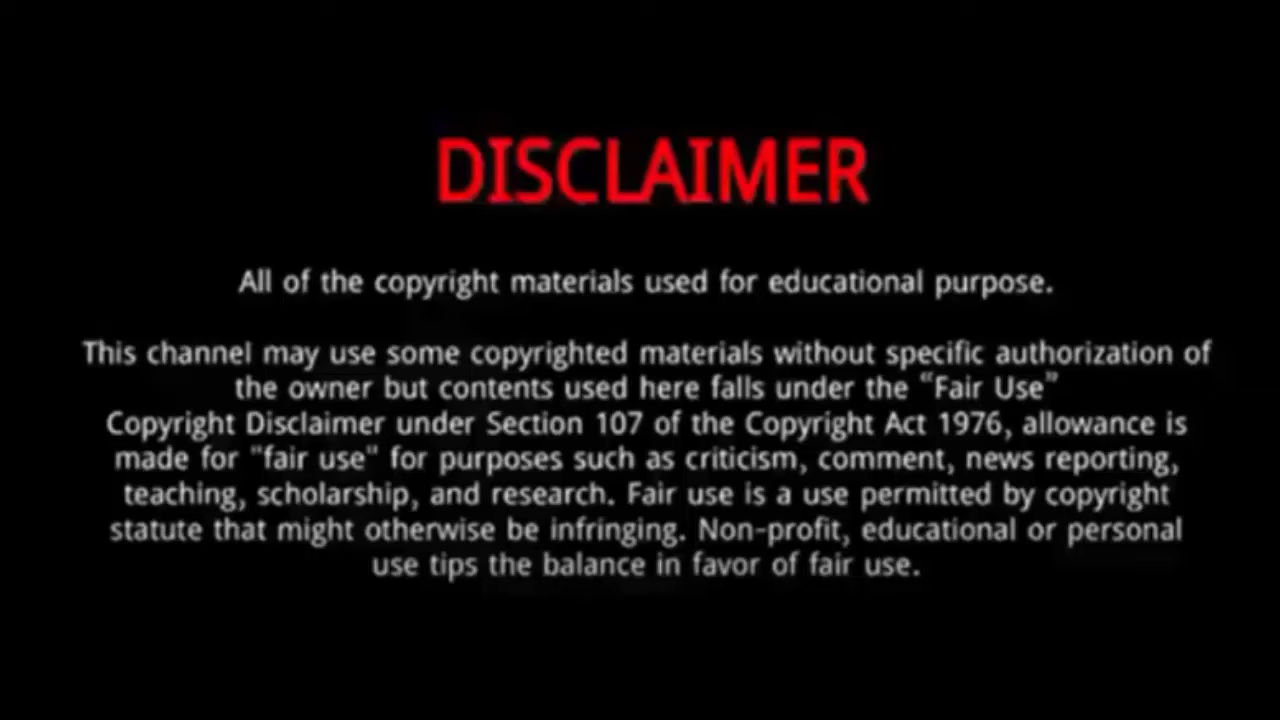 DISCLAIMER
All of the copyright materials used for educational purpose.
This channel may use some copyrighted materials without specific authorization of
the owner but contents used here falls under the “Fair Use”
Copyright Disclaimer under Section 107 of the Copyright Act 1976, allowance is
made for "fair use" for purposes such as criticism, comment, news reporting,
teaching, scholarship, and research. Fair use is a use permitted by copyright
statute that might otherwise be infringing. Non-profit, educational or personal
use tips the balance in favor of fair use.